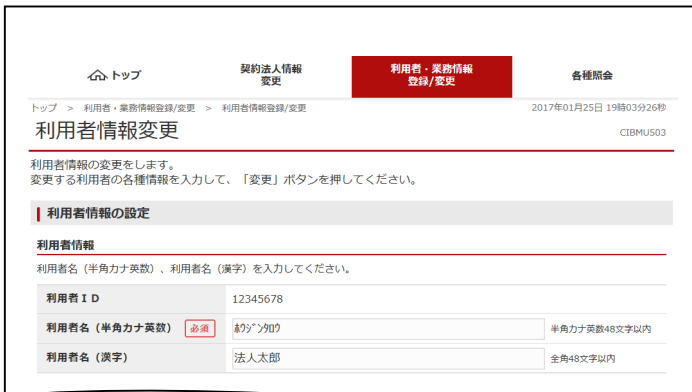 トップ
契約法人情報
変更
利用者・業務情報
登録/変更
各種照会
トップ > 利用者・業務情報登録/変更 > 利用者情報登録/変更
2017年01月25日 19時03分26秒
利用者情報変更
CIBMU503
利用者情報の変更をします。
変更する利用者の各種情報を入力して、「変更」ボタンを押してください。
利用者情報の設定
利用者情報
利用者名（半角カナ英数）、利用者名（漢字）を入力してください。
利用者ＩＤ 12345678
利用者名（半角カナ英数） 必須 ﾎｳｼﾞﾝﾀﾛｳ 半角カナ英数48文字以内
利用者名（漢字） 法人太郎 全角48文字以内